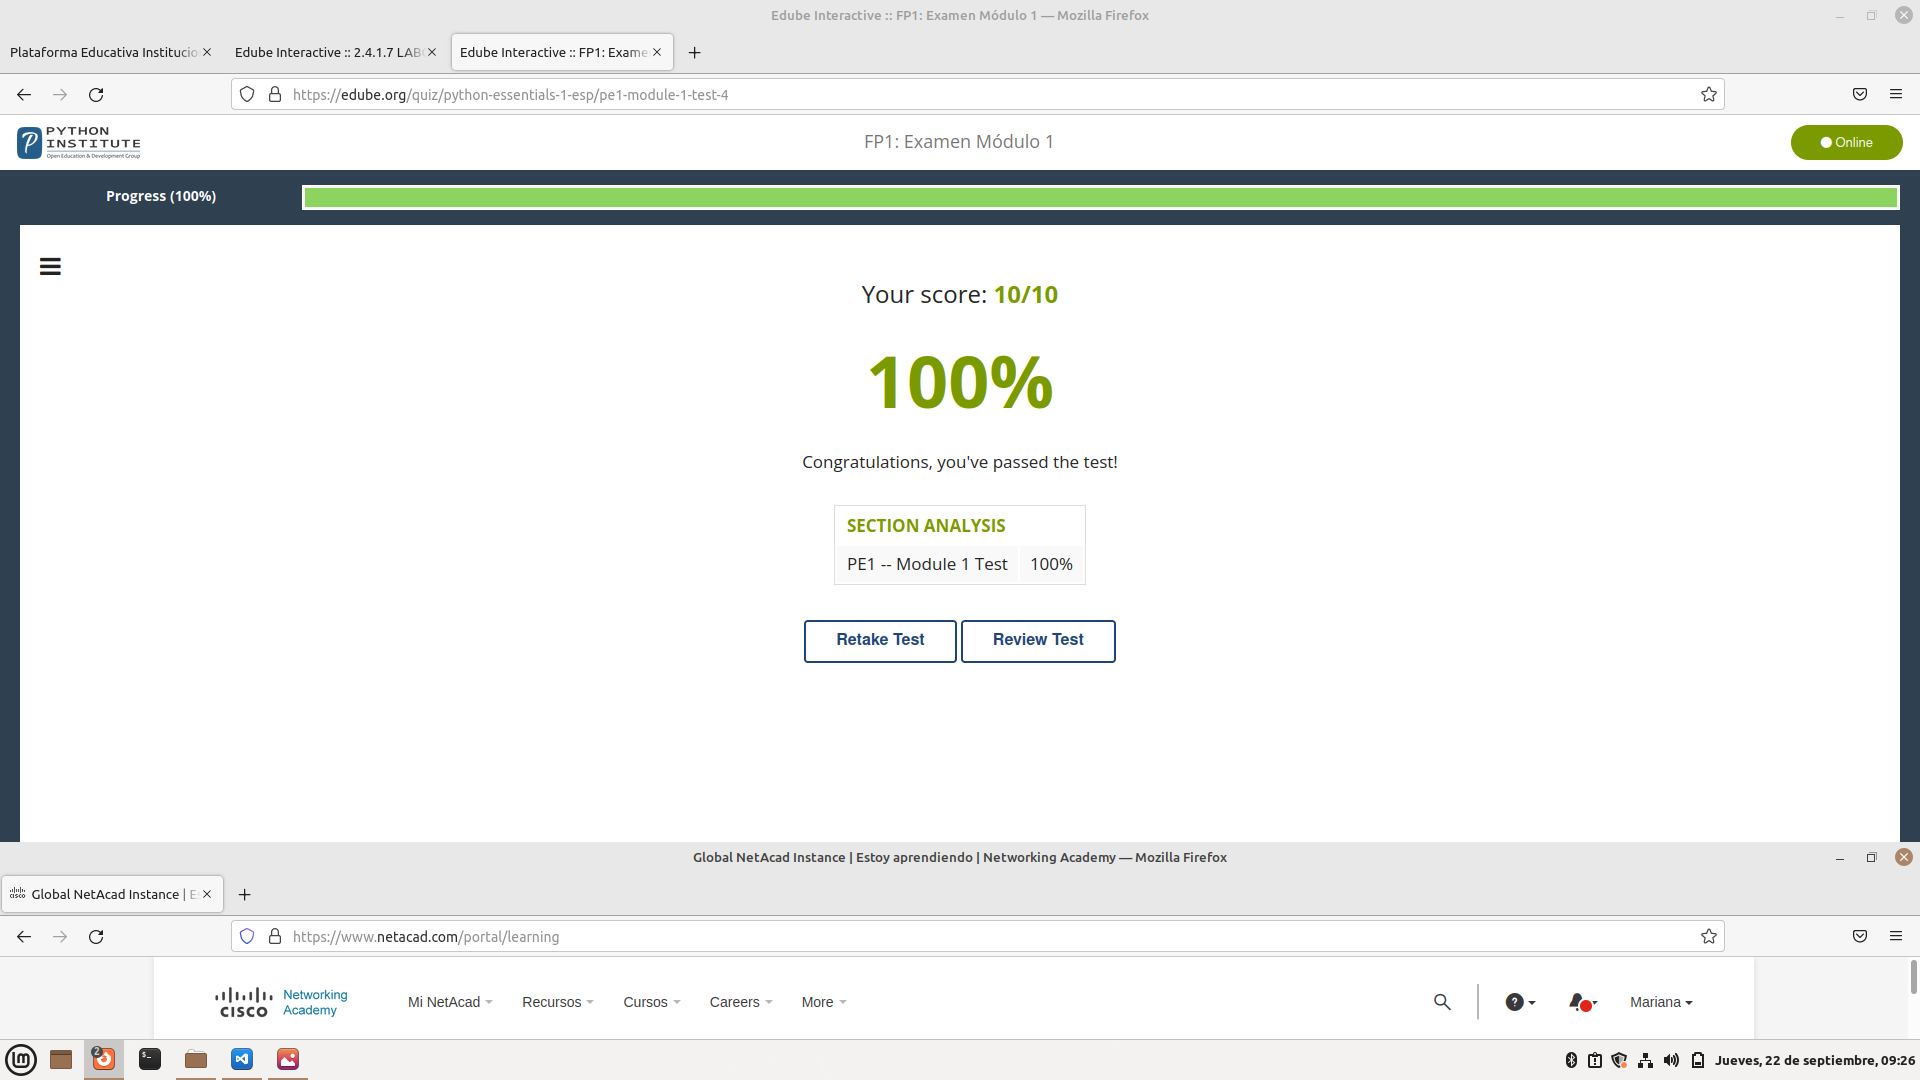 Edube Interactive :: FP1: Examen Módulo 1 — Mozilla Firefox
Plataforma Educativa Institucio
Edube Interactive :: 2.4.1.7 LAB
Edube Interactive :: FP1: Exame
https://edube.org/quiz/python-essentials-1-esp/pe1-module-1-test-4
PYTHON
INSTITUTE
Open Education & Development Group
FP1: Examen Módulo 1
Online
Progress (100%)
Your score: 10/10
100%
Congratulations, you've passed the test!
SECTION ANALYSIS
PE1 -- Module 1 Test 100%
Retake Test
Review Test
Global NetAcad Instance | Estoy aprendiendo | Networking Academy — Mozilla Firefox
Global NetAcad Instance | E
https://www.netacad.com/portal/learning
CISCO
Networking
Academy
Mi NetAcad
Recursos
Cursos
Careers
More
Mariana
2
Jueves, 22 de septiembre, 09:26